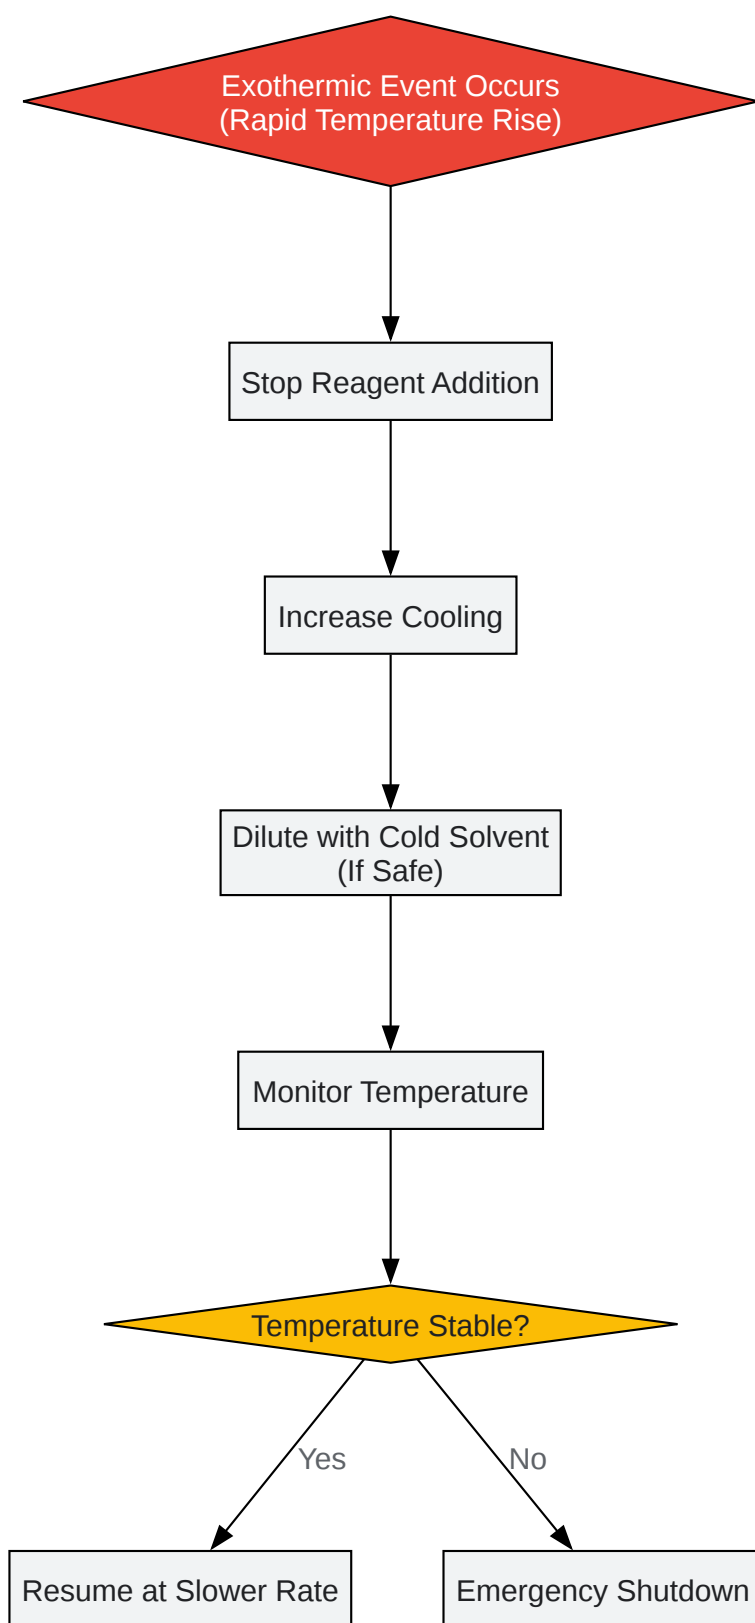 Exothermic Event Occurs
(Rapid Temperature Rise)
Stop Reagent Addition
Increase Cooling
Dilute with Cold Solvent
(If Safe)
Monitor Temperature
Temperature Stable?
Yes
No
Resume at Slower Rate
Emergency Shutdown